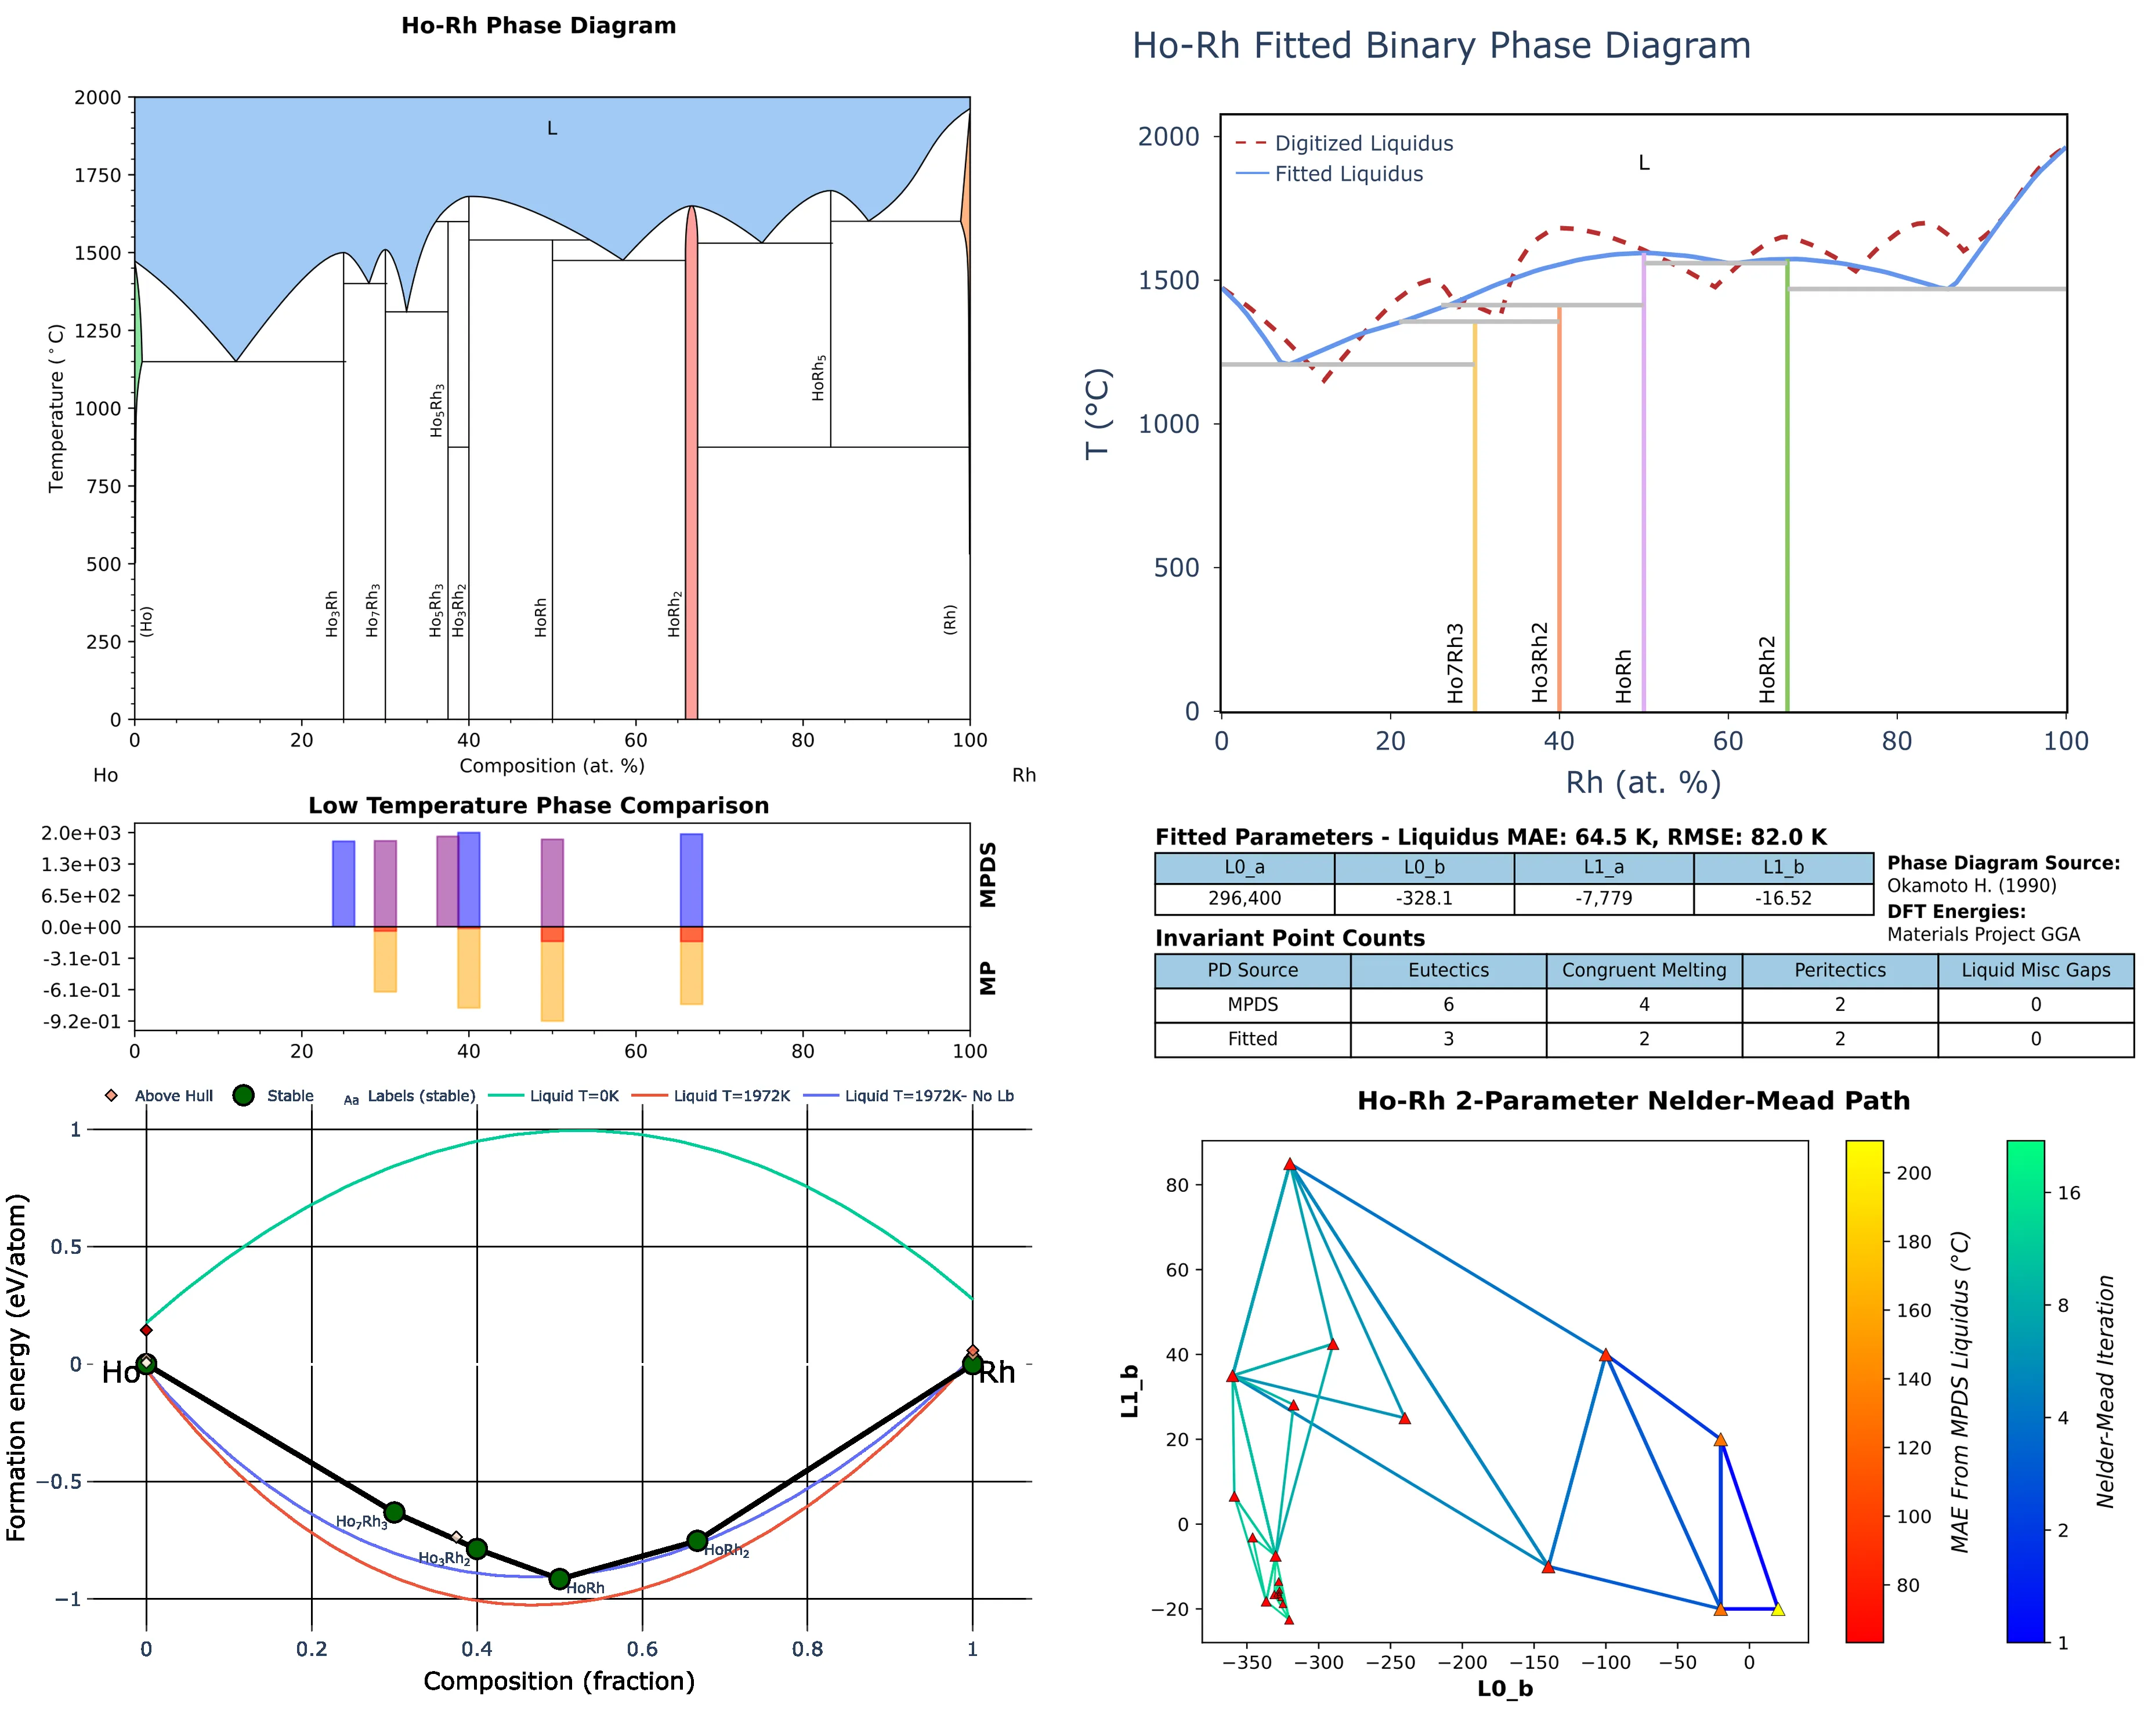 Ho-Rh Phase Diagram
2000
1750
1500
1250
1000
750
500
250
0
Temperature (°C)
L
(Ho)
Ho3Rh
Ho7Rh3
Ho5Rh3
Ho5Rh3
Ho3Rh2
HoRh
HoRh2
HoRh5
(Rh)
0 20 40 60 80 100
Composition (at. %)
Ho Rh
Ho-Rh Fitted Binary Phase Diagram
Digitized Liquidus
Fitted Liquidus
L
2000
1500
1000
500
0
T (°C)
Ho7Rh3
Ho3Rh2
HoRh
HoRh2
0 20 40 60 80 100
Rh (at. %)
Low Temperature Phase Comparison
2.0e+03
1.3e+03
6.5e+02
0.0e+00
-3.1e-01
-6.1e-01
-9.2e-01
MPDS
MP
0 20 40 60 80 100
Fitted Parameters - Liquidus MAE: 64.5 K, RMSE: 82.0 K
L0_a L0_b L1_a L1_b
296,400 -328.1 -7,779 -16.52
Phase Diagram Source:
Okamoto H. (1990)
DFT Energies:
Materials Project GGA
Invariant Point Counts
PD Source Eutectics Congruent Melting Peritectics Liquid Misc Gaps
MPDS 6 4 2 0
Fitted 3 2 2 0
Above Hull Stable Aa Labels (stable) Liquid T=0K Liquid T=1972K Liquid T=1972K- No Lb
1
0.5
0
−0.5
−1
Formation energy (eV/atom)
Ho
Rh
Ho7Rh3
Ho3Rh2
HoRh
HoRh2
0 0.2 0.4 0.6 0.8 1
Composition (fraction)
Ho-Rh 2-Parameter Nelder-Mead Path
80
60
40
20
0
−20
L1_b
−350 −300 −250 −200 −150 −100 −50 0
L0_b
200
180
160
140
120
100
80
MAE From MPDS Liquidus (°C)
16
8
4
2
1
Nelder-Mead Iteration